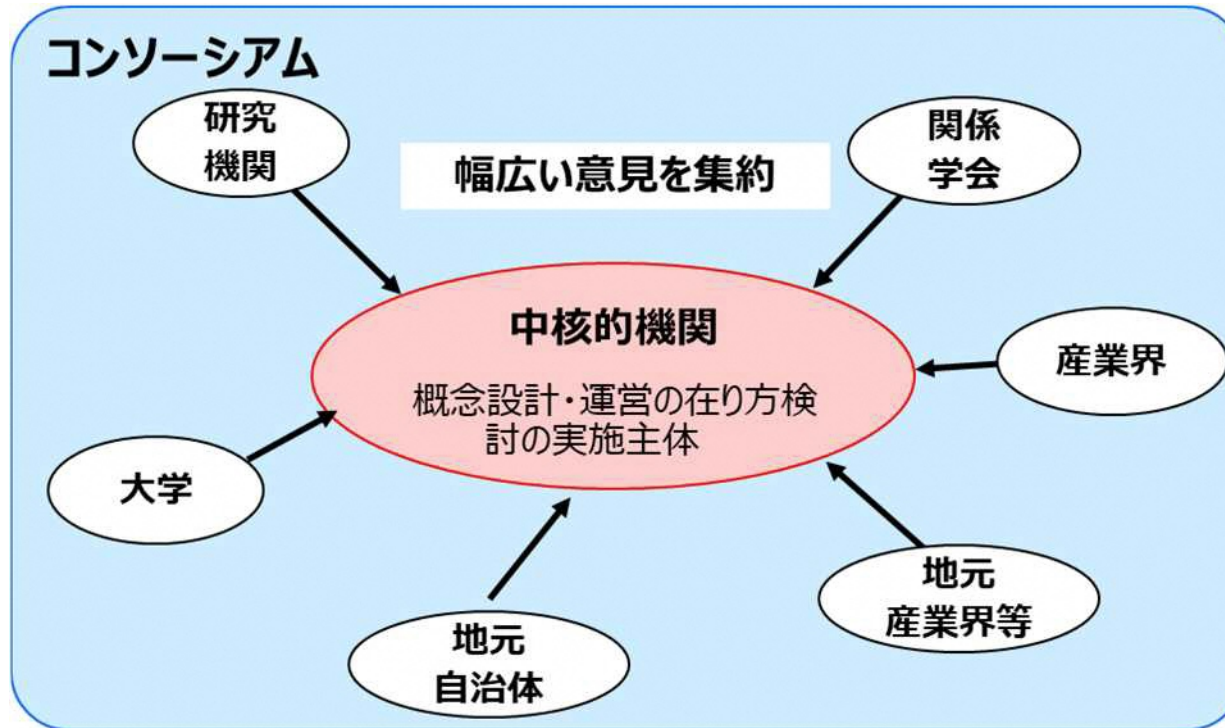 コンソーシアム
研究
機関
関係
学会
幅広い意見を集約
中核的機関
概念設計・運営の在り方検
討の実施主体
産業界
大学
地元
産業界等
地元
自治体